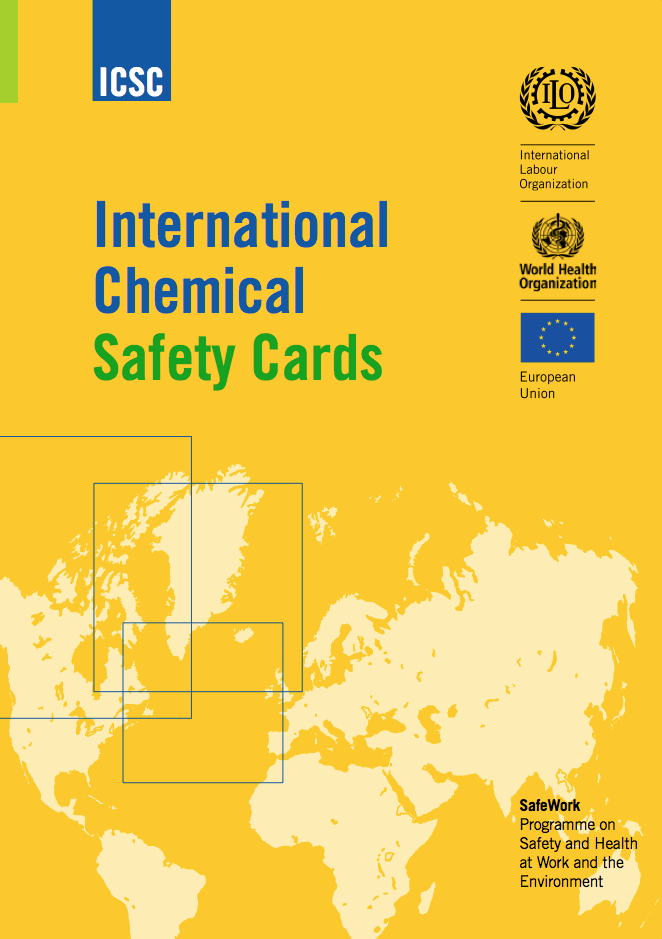 ICSC
International
Chemical
Safety Cards
ILO
International
Labour
Organization
World Health
Organization
European
Union
SafeWork
Programme on
Safety and Health
at Work and the
Environment